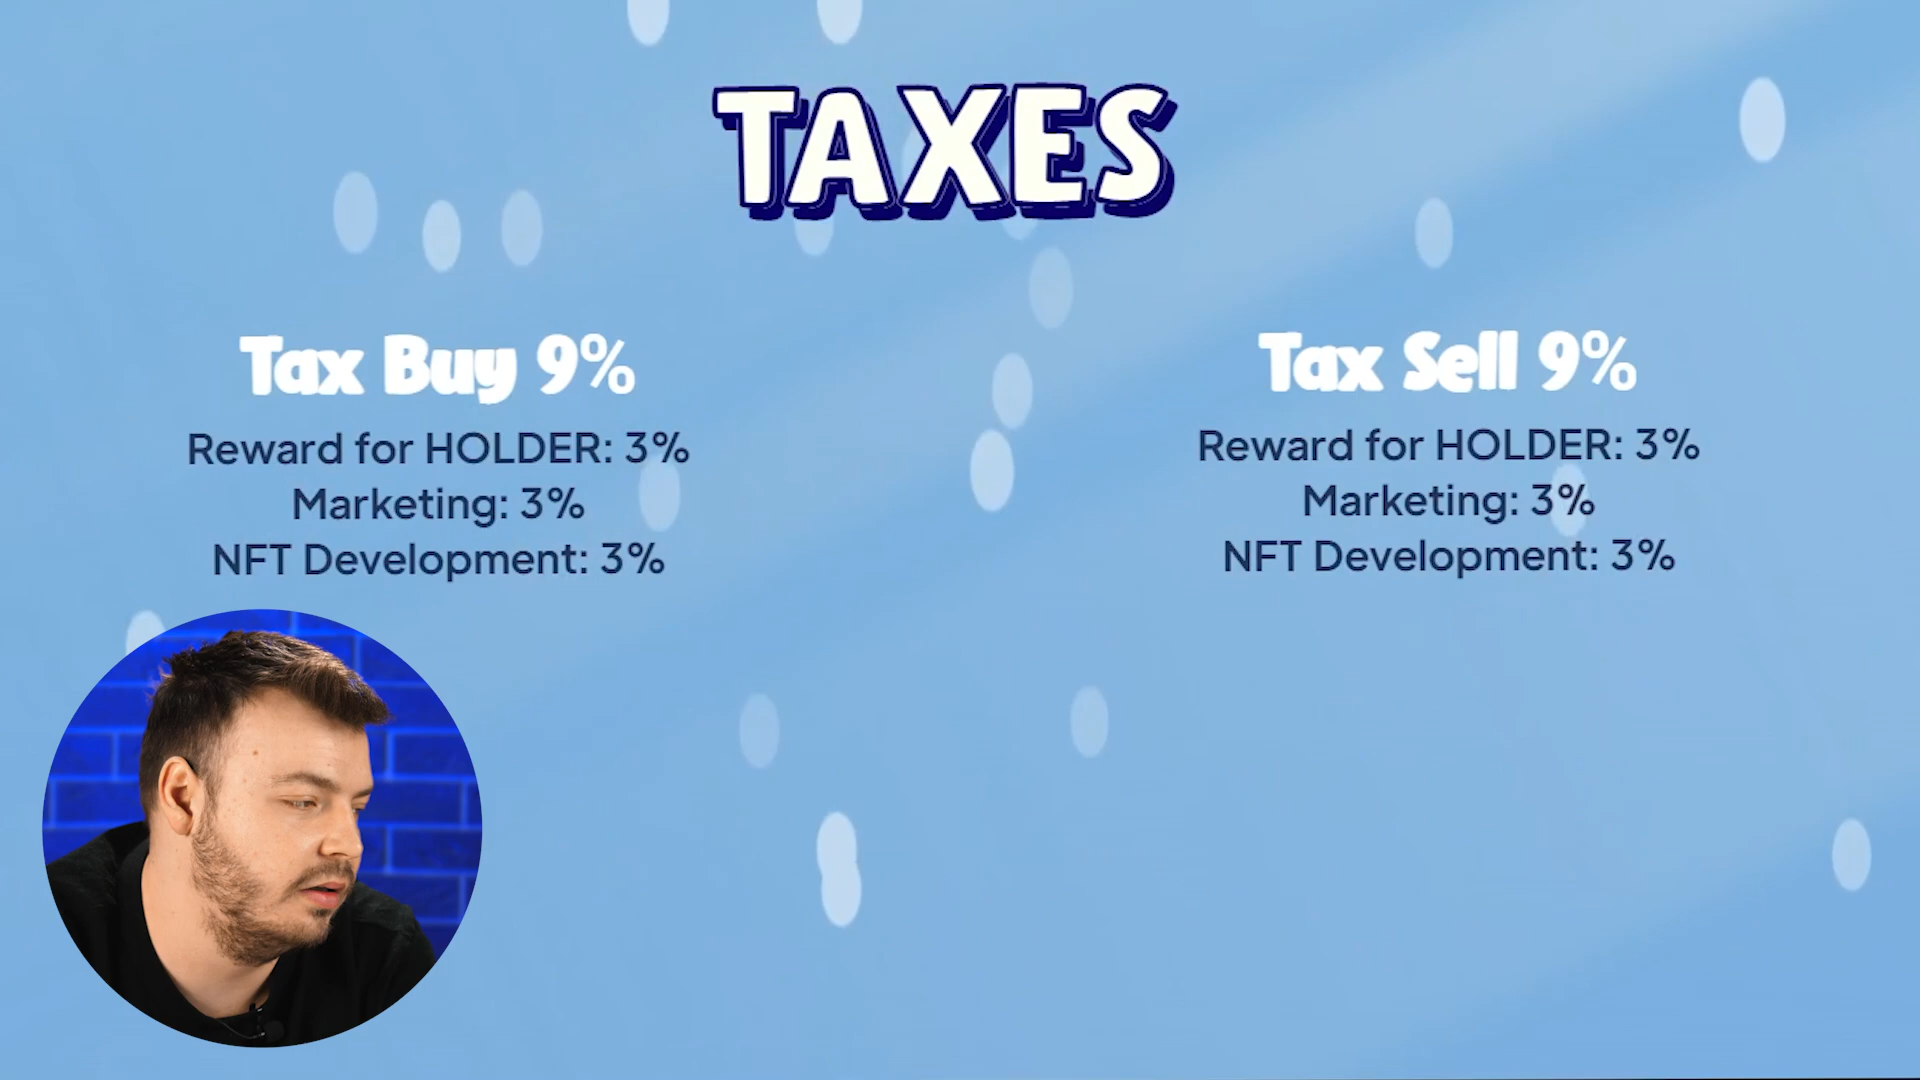 TAXES
Tax Buy 9%
Reward for HOLDER: 3%
Marketing: 3%
NFT Development: 3%
Tax Sell 9%
Reward for HOLDER: 3%
Marketing: 3%
NFT Development: 3%